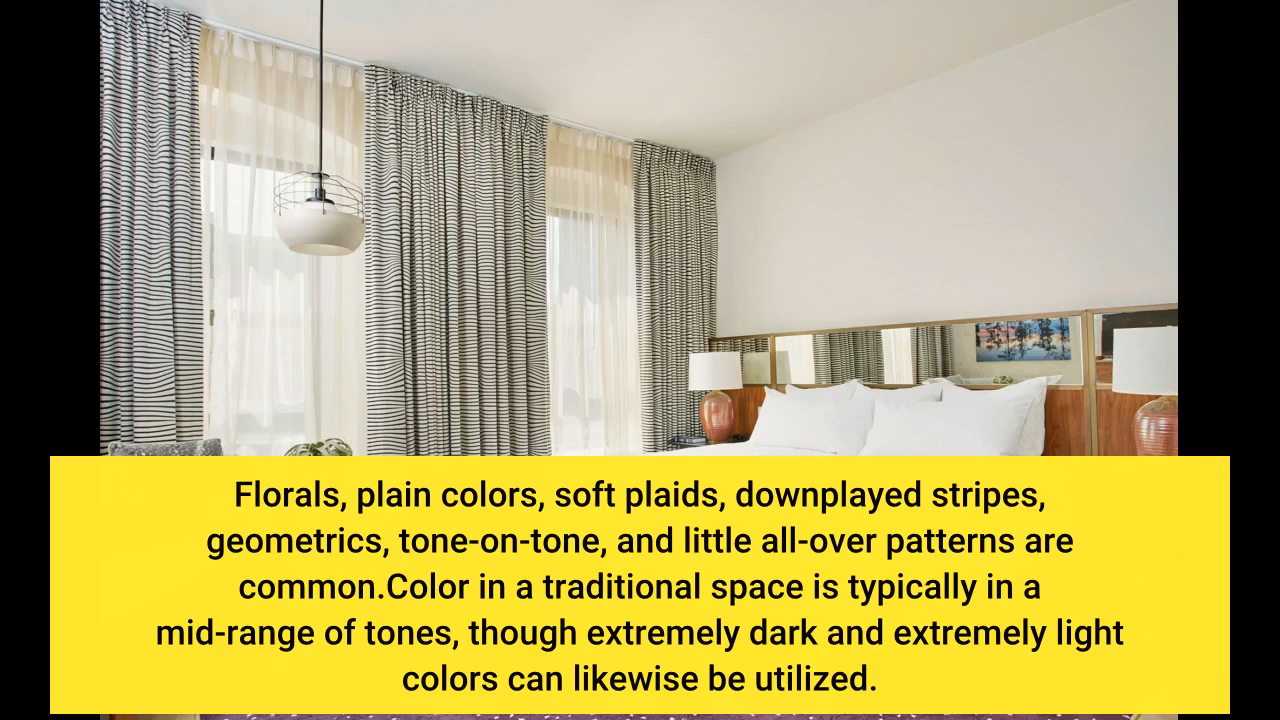 Florals, plain colors, soft plaids, downplayed stripes,
geometrics, tone-on-tone, and little all-over patterns are
common.Color in a traditional space is typically in a
mid-range of tones, though extremely dark and extremely light
colors can likewise be utilized.